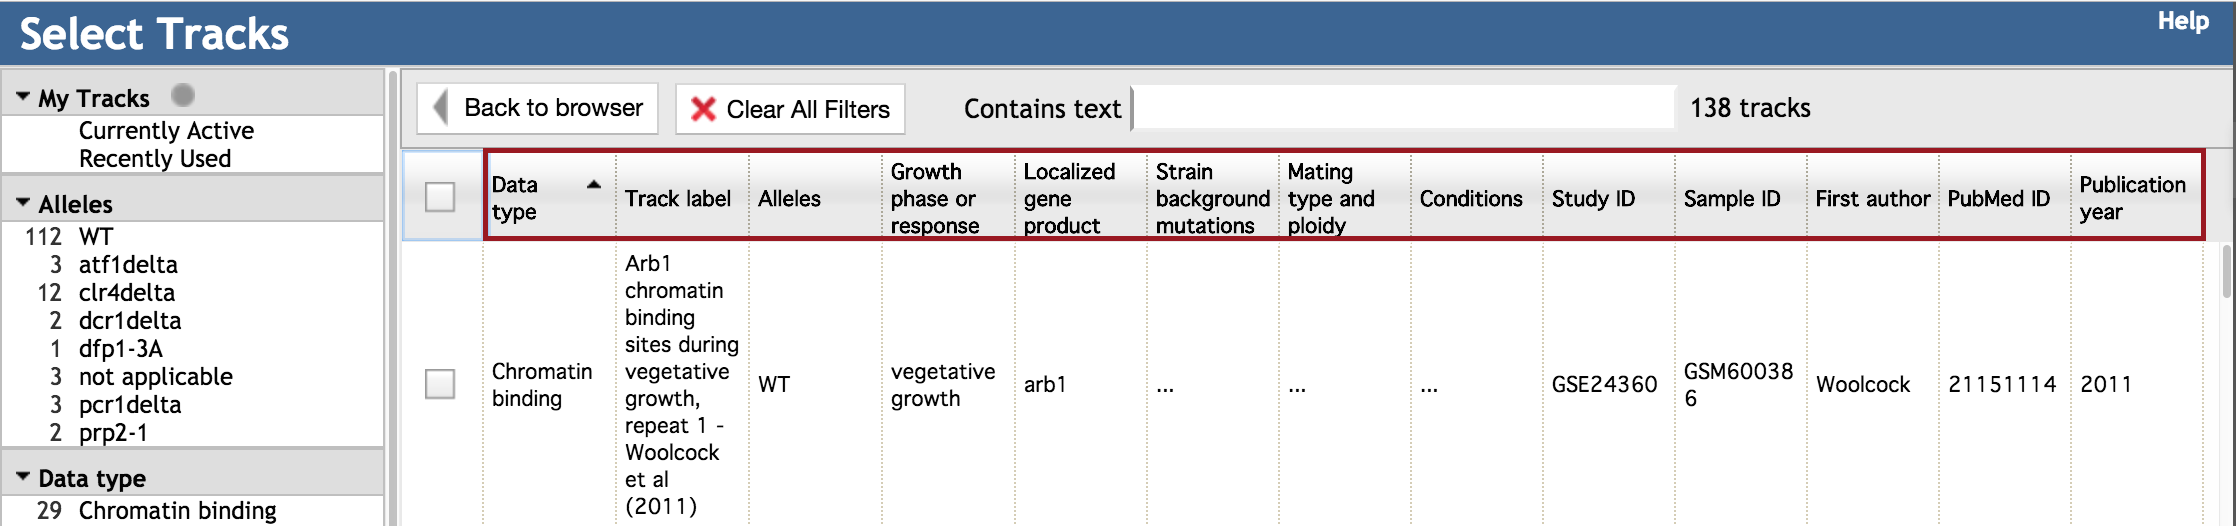 Select Tracks
Help
My Tracks
Currently Active
Recently Used
Alleles
112 WT
3 atf1delta
12 clr4delta
2 dcr1delta
1 dfp1-3A
3 not applicable
3 pcr1delta
2 prp2-1
Data type
29 Chromatin binding
Back to browser
Clear All Filters
Contains text
138 tracks
Data
type
Track label
Alleles
Growth
phase or
response
Localized
gene
product
Strain
background
mutations
Mating
type and
ploidy
Conditions
Study ID
Sample ID
First author
PubMed ID
Publication
year
Chromatin
binding
Arb1
chromatin
binding
sites during
vegetative
growth,
repeat 1 -
Woolcock
et al
(2011)
WT
vegetative
growth
arb1
...
...
...
GSE24360
GSM60038
6
Woolcock
21151114
2011